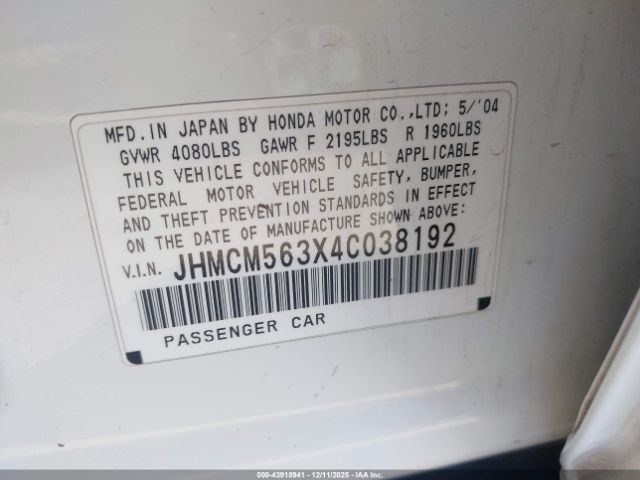 MFD.IN JAPAN BY HONDA MOTOR CO.,LTD; 5/'04
GVWR 4080LBS GAWR F 2195LBS R 1960LBS
THIS VEHICLE CONFORMS TO ALL APPLICABLE
FEDERAL MOTOR VEHICLE SAFETY, BUMPER,
AND THEFT PREVENTION STANDARDS IN EFFECT
ON THE DATE OF MANUFACTURE SHOWN ABOVE:
V.I.N. JHMCM563X4C038192
PASSENGER CAR
000-43918941 - 12/11/2025 - IAAC Copart